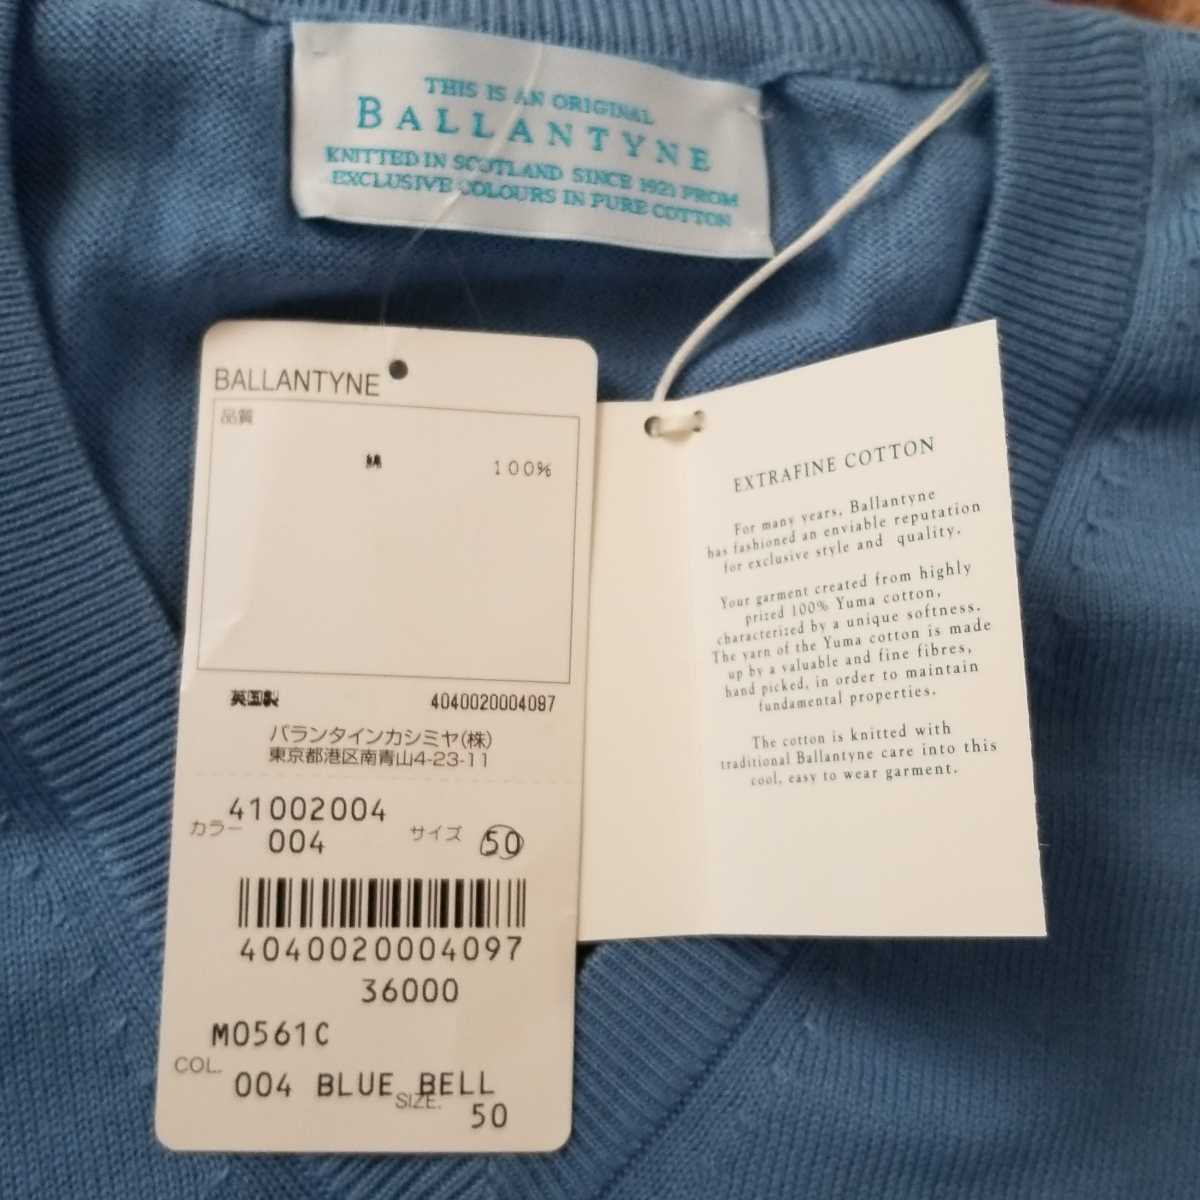 THIS IS AN ORIGINAL
BALLANTYNE
KNITTED IN SCOTLAND SINCE 1921 FROM
EXCLUSIVE COLOURS IN PURE COTTON
BALLANTYNE
品質
綿 100%
英国製 4040020004097
バランタインカシミヤ(株)
東京都港区南青山4-23-11
41002004
カラー 004 サイズ 50
4040020004097
36000
M0561C
COL. 004 BLUE BELL
SIZE. 50
EXTRAFINE COTTON
For many years, Ballantyne
has fashioned an enviable reputation
for exclusive style and quality.
Your garment created from highly
prized 100% Yuma cotton,
characterized by a unique softness.
The yarn of the Yuma cotton is made
up by a valuable and fine fibres,
hand picked, in order to maintain
fundamental properties.
The cotton is knitted with
traditional Ballantyne care into this
cool, easy to wear garment.